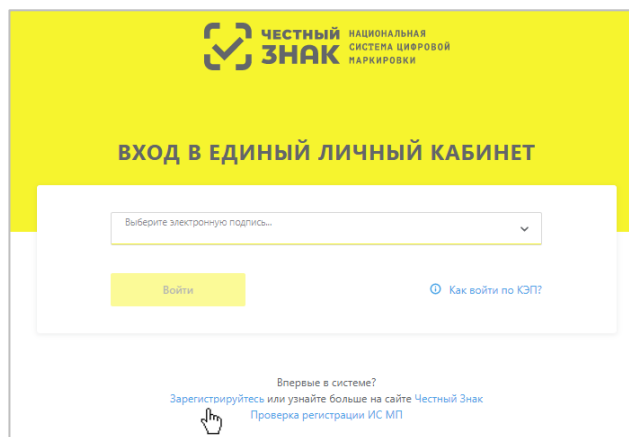 ЧЕСТНЫЙ ЗНАК
НАЦИОНАЛЬНАЯ СИСТЕМА ЦИФРОВОЙ МАРКИРОВКИ
ВХОД В ЕДИНЫЙ ЛИЧНЫЙ КАБИНЕТ
Выберите электронную подпись...
Войти
Как войти по КЭП?
Впервые в системе?
Зарегистрируйтесь или узнайте больше на сайте Честный Знак
Проверка регистрации ИС МП